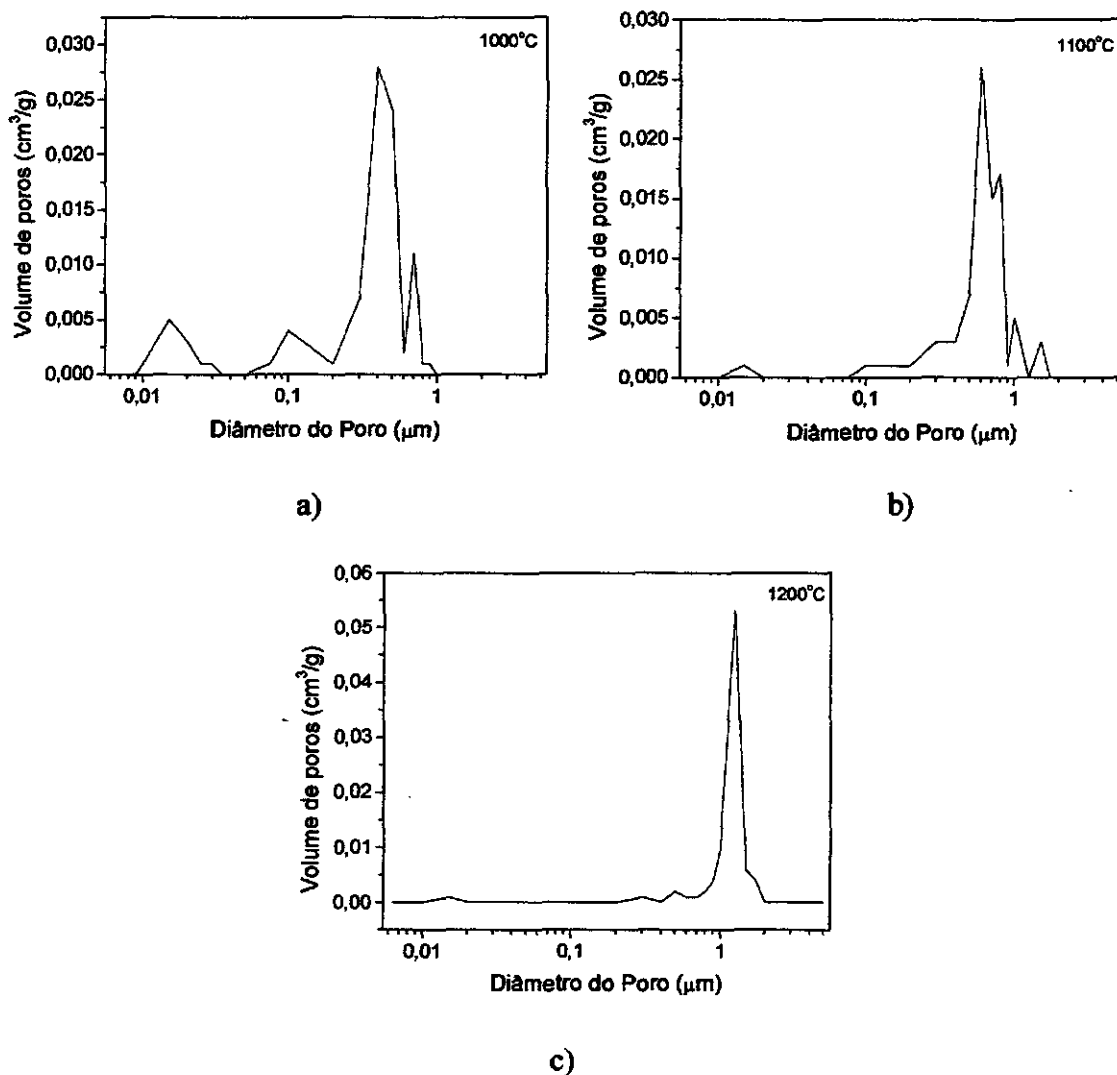 1000°C
Volume de poros (cm³/g)
0,030
0,025
0,020
0,015
0,010
0,005
0,000
0,01
0,1
1
Diâmetro do Poro (µm)
a)
1100°C
Volume de poros (cm³/g)
0,030
0,025
0,020
0,015
0,010
0,005
0,000
0,01
0,1
1
Diâmetro do Poro (µm)
b)
1200°C
Volume de poros (cm³/g)
0,06
0,05
0,04
0,03
0,02
0,01
0,00
0,01
0,1
1
Diâmetro do Poro (µm)
c)